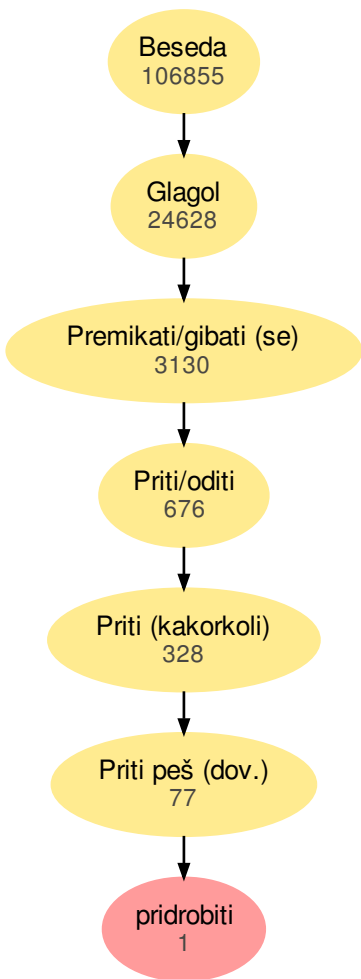 Beseda
106855
Glagol
24628
Premikati/gibati (se)
3130
Priti/oditi
676
Priti (kakorkoli)
328
Priti peš (dov.)
77
pridrobiti
1